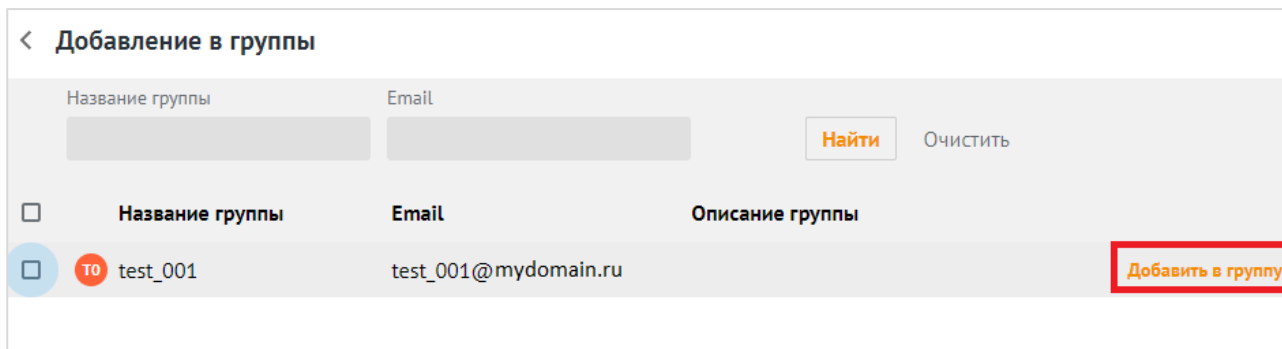 Добавление в группы
Название группы Email
Найти Очистить
Название группы Email Описание группы
TO test_001 test_001@mydomain.ru Добавить в группу